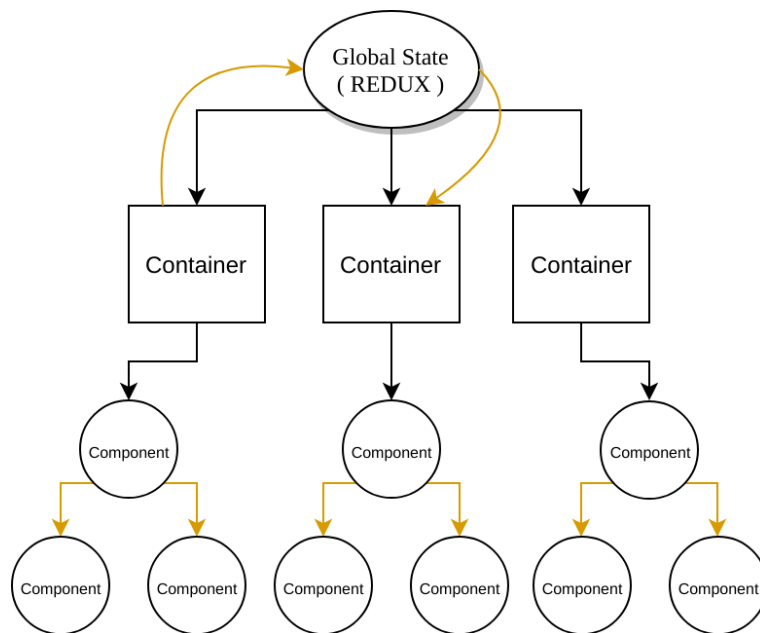 Global State
( REDUX )
Container
Container
Container
Component
Component
Component
Component
Component
Component
Component
Component
Component